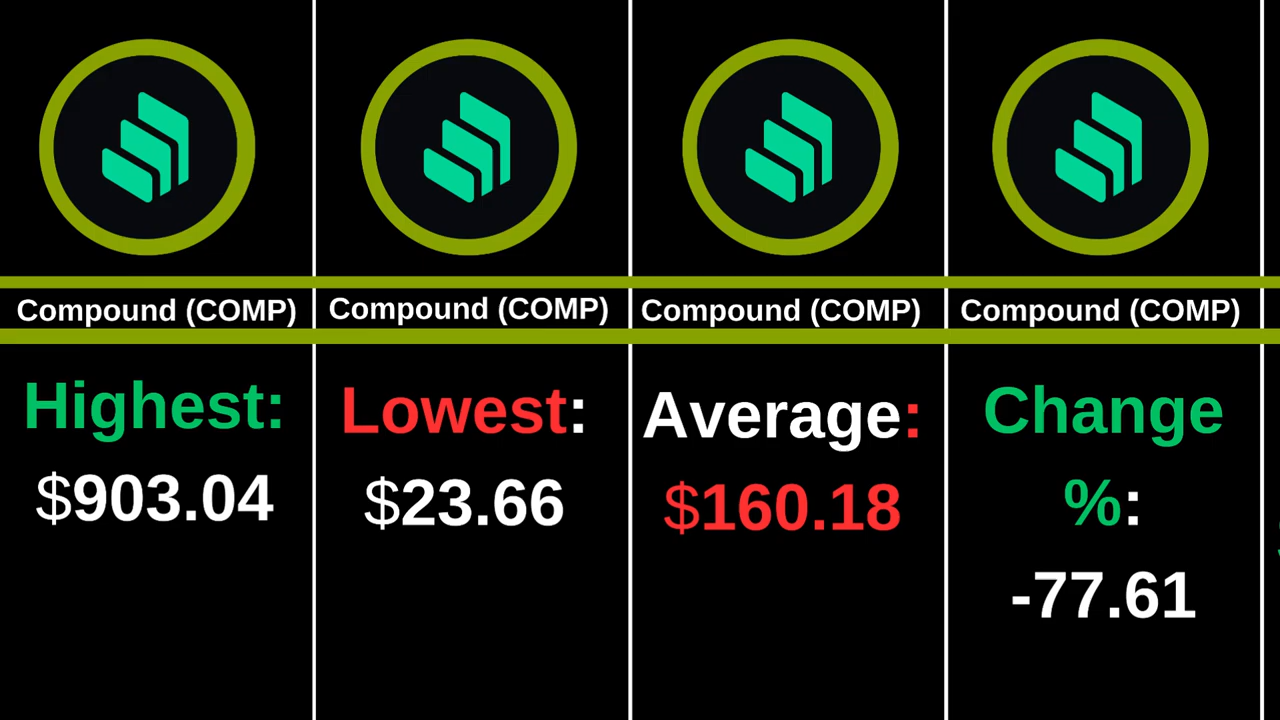 Compound (COMP)
Highest:
$903.04
Compound (COMP)
Lowest:
$23.66
Compound (COMP)
Average:
$160.18
Compound (COMP)
Change
%:
-77.61